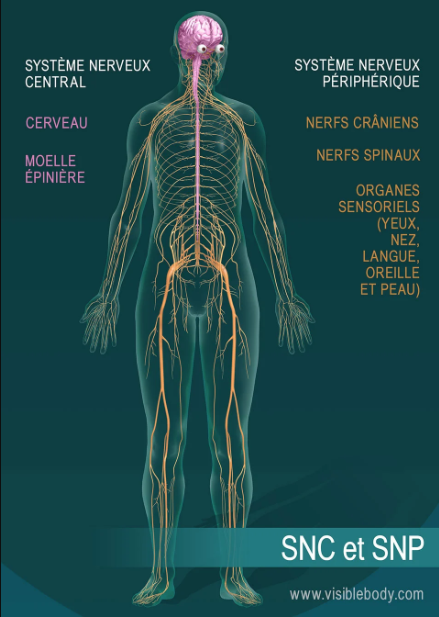 SYSTÈME NERVEUX
CENTRAL
CERVEAU
MOELLE
ÉPINIÈRE
SYSTÈME NERVEUX
PÉRIPHÉRIQUE
NERFS CRÂNIENS
NERFS SPINAUX
ORGANES
SENSORIELS
(YEUX,
NEZ,
LANGUE,
OREILLE
ET PEAU)
SNC et SNP
www.visiblebody.com